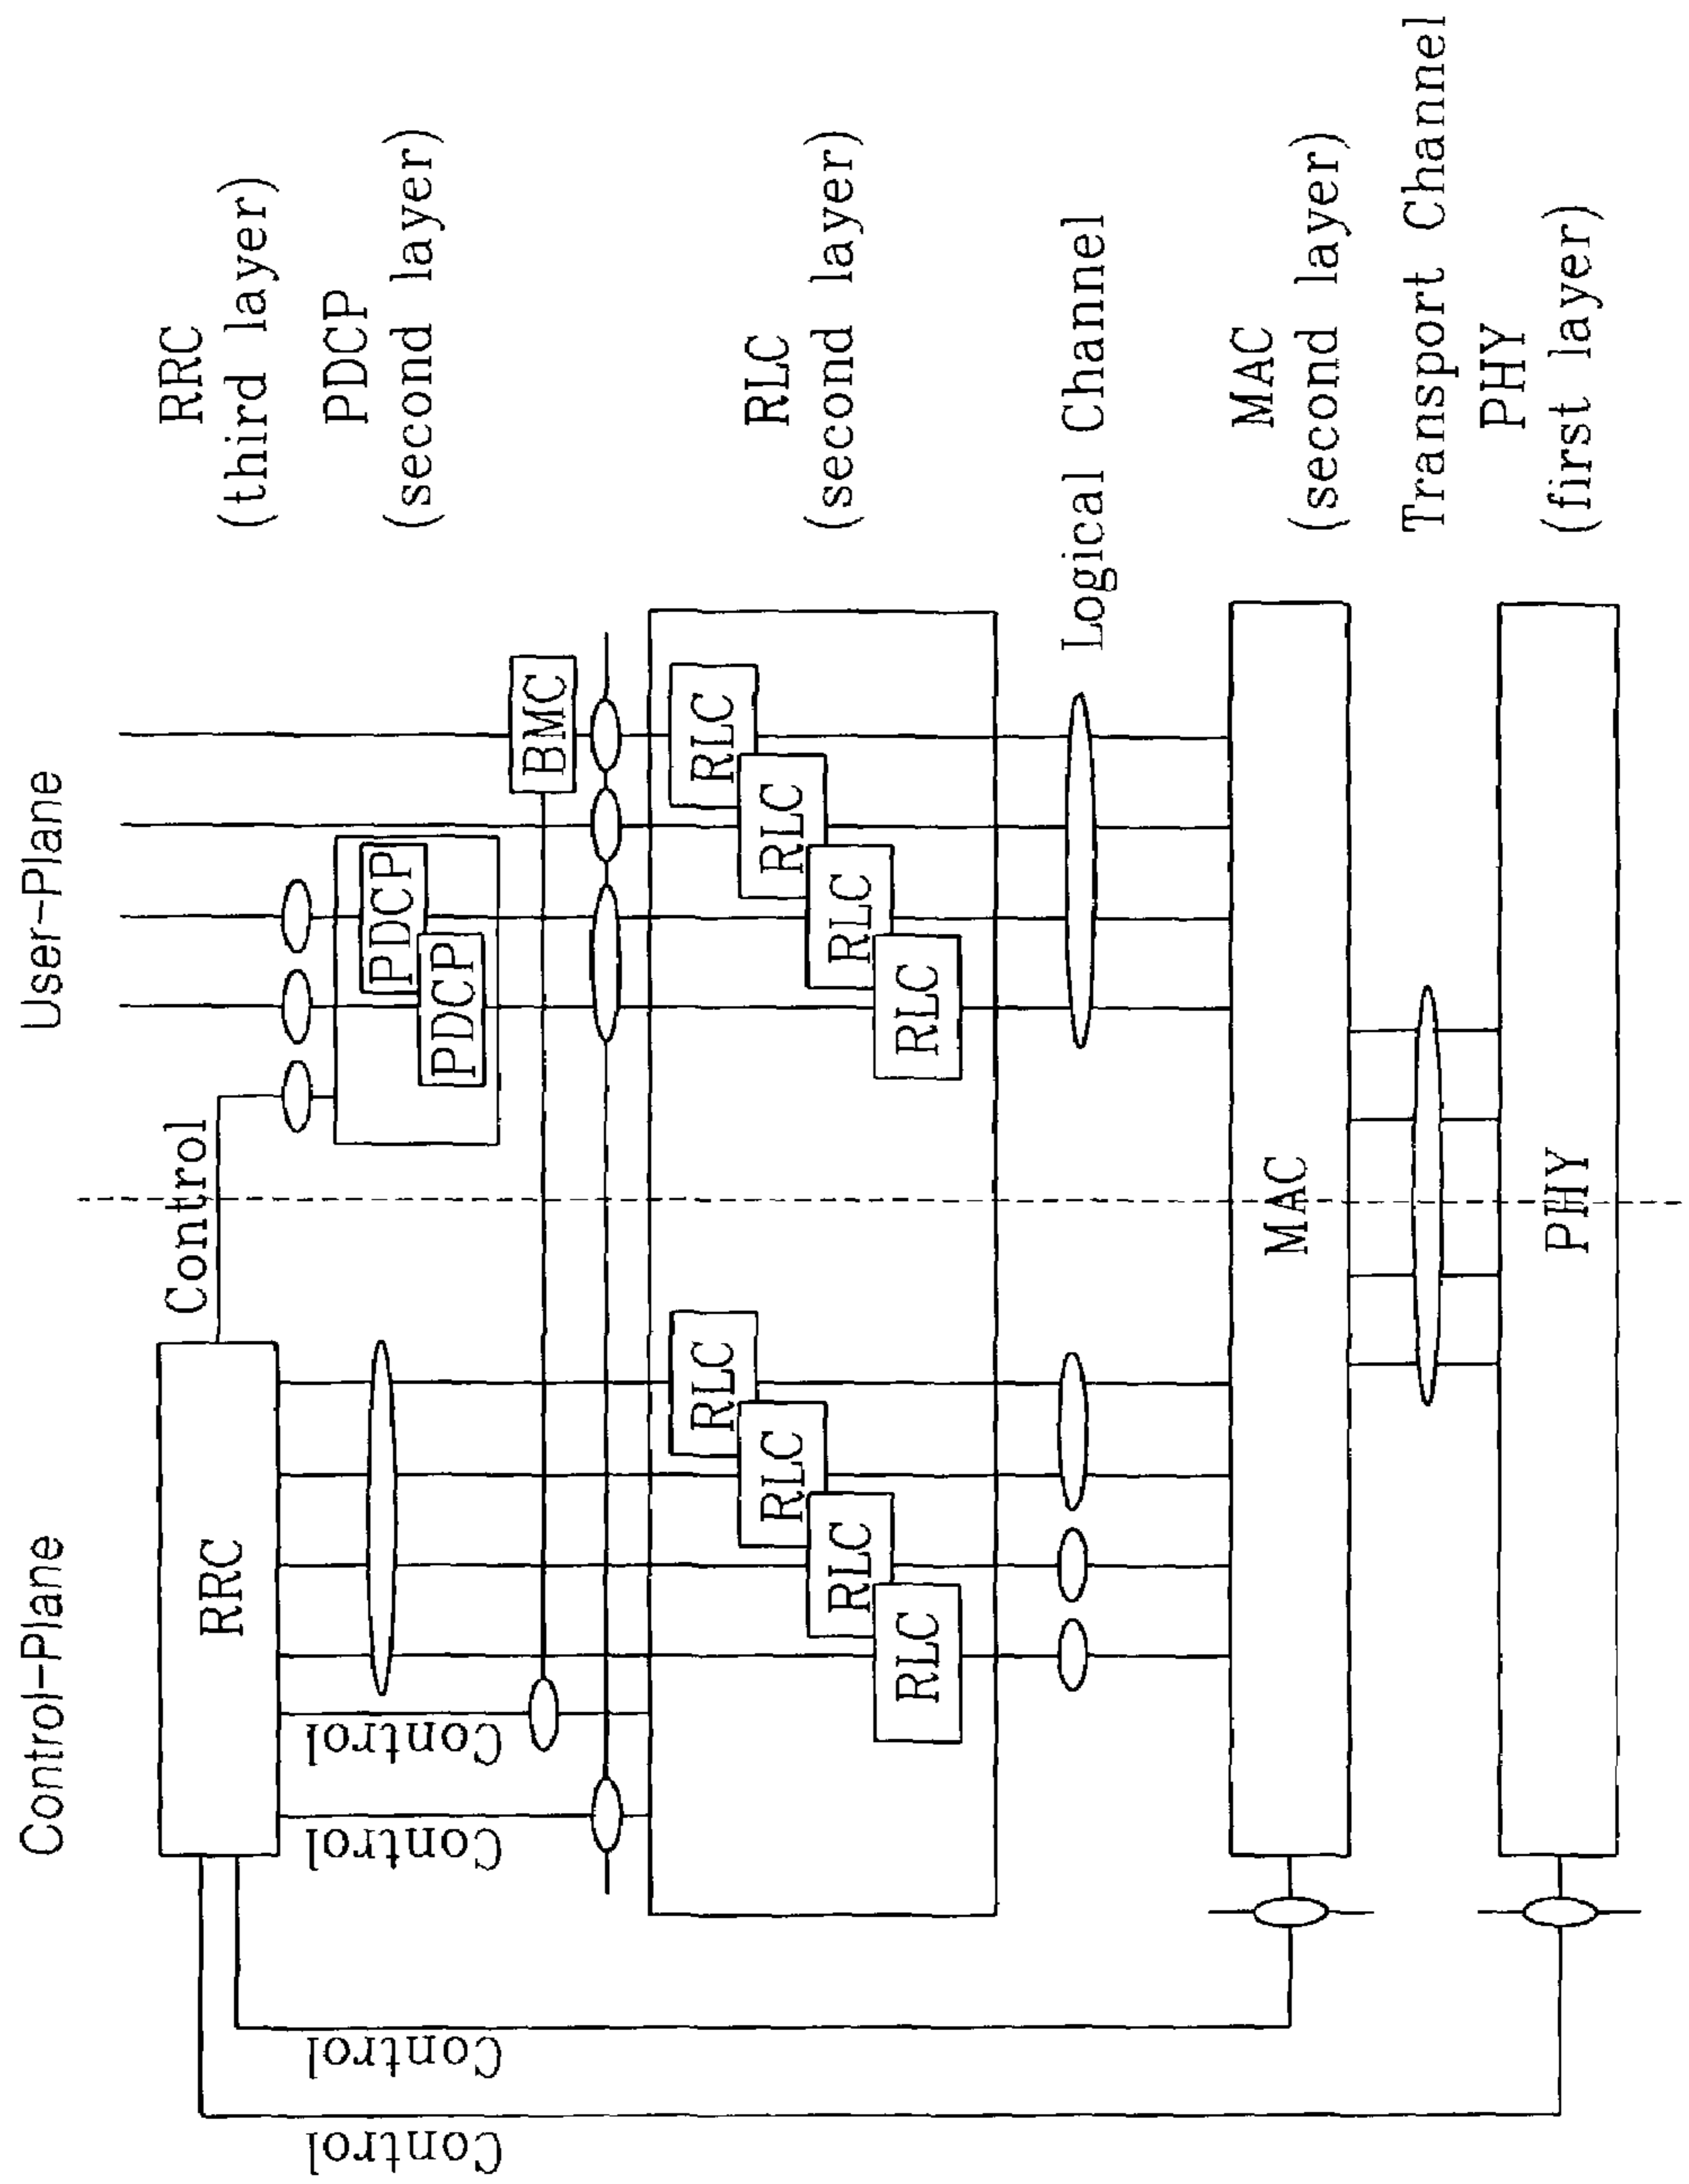 Control-Plane
User-Plane
RRC
(third layer)
Control
RRC
PDCP
(second layer)
PDCP
PDCP
Control
Control
Control
Control
BMC
RLC
(second layer)
RLC
RLC
RLC
RLC
RLC
RLC
RLC
RLC
Logical Channel
MAC
(second layer)
MAC
Transport Channel
PHY
(first layer)
PHY